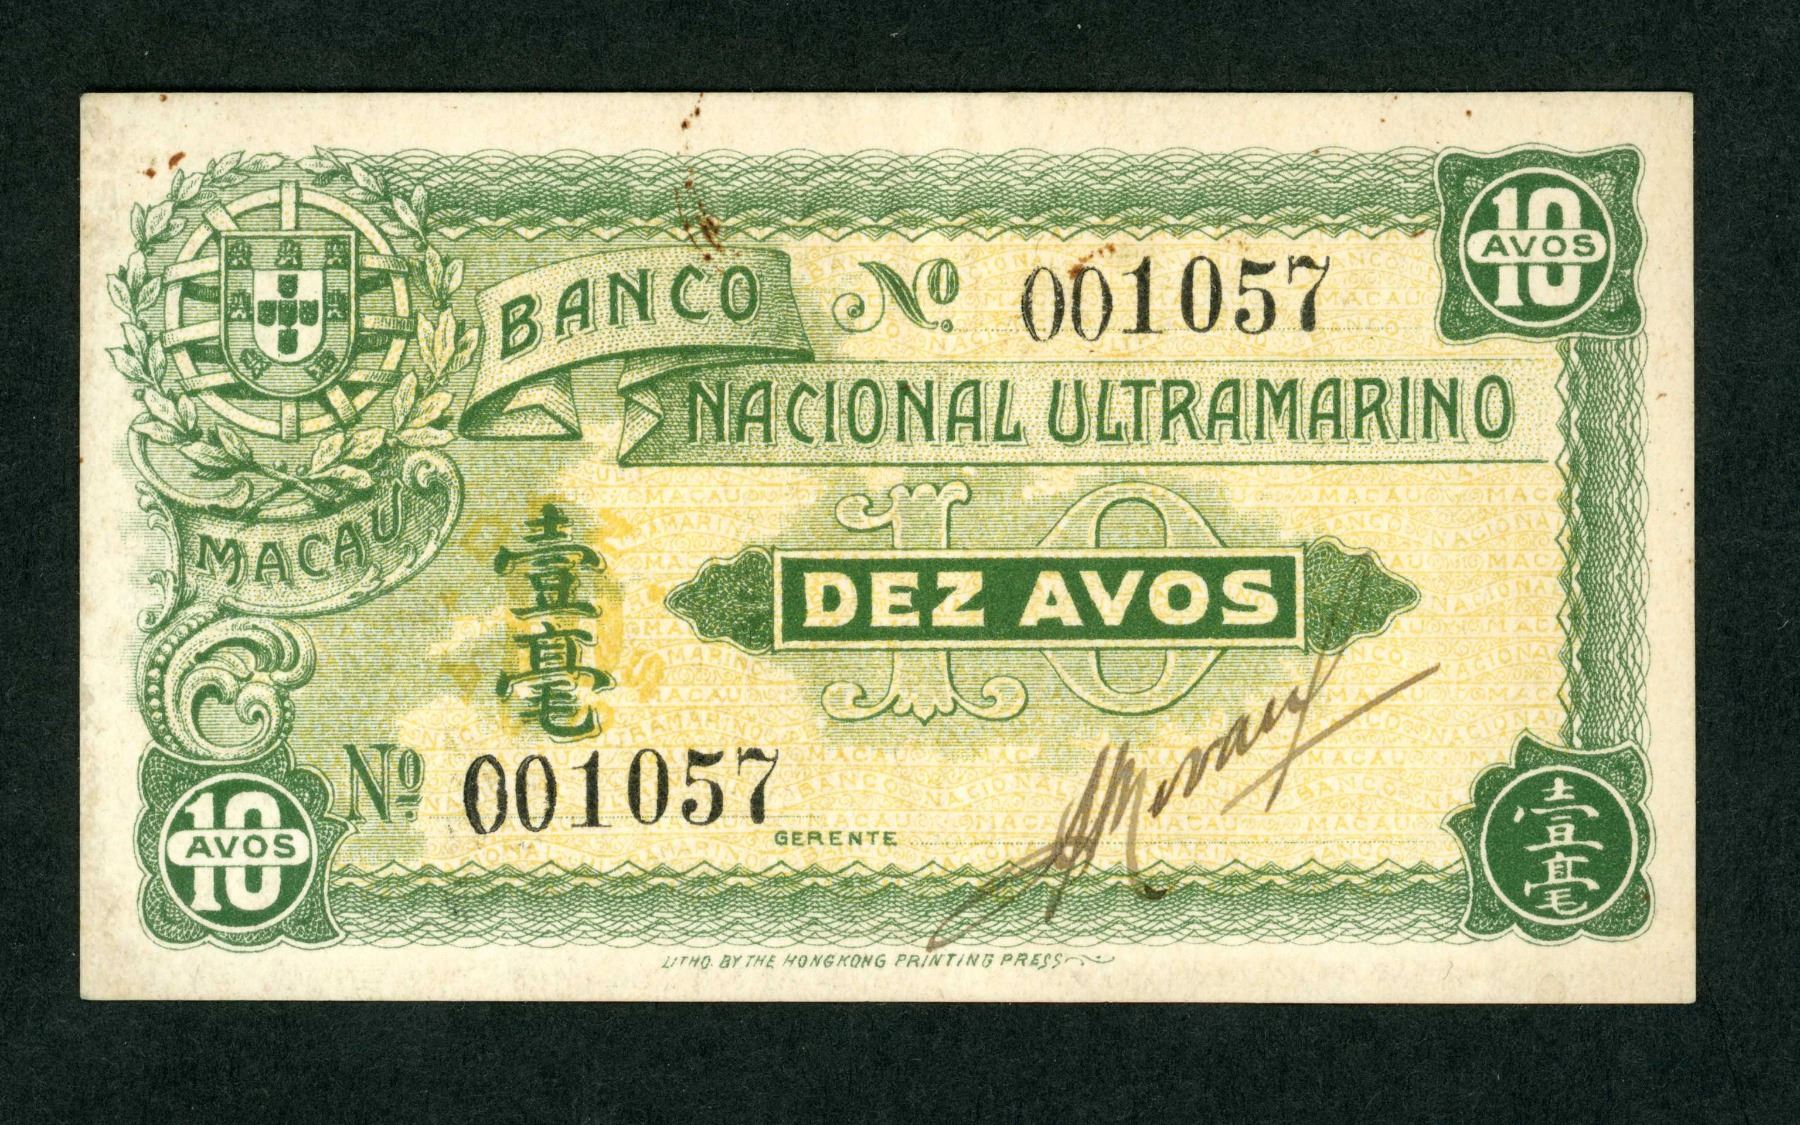 10
AVOS
BANCO
Nº. 001057
NACIONAL ULTRAMARINO
MACAU
壹毫
10
DEZ AVOS
Nº 001057
GERENTE
10
AVOS
壹毫
LITHO. BY THE HONGKONG PRINTING PRESS